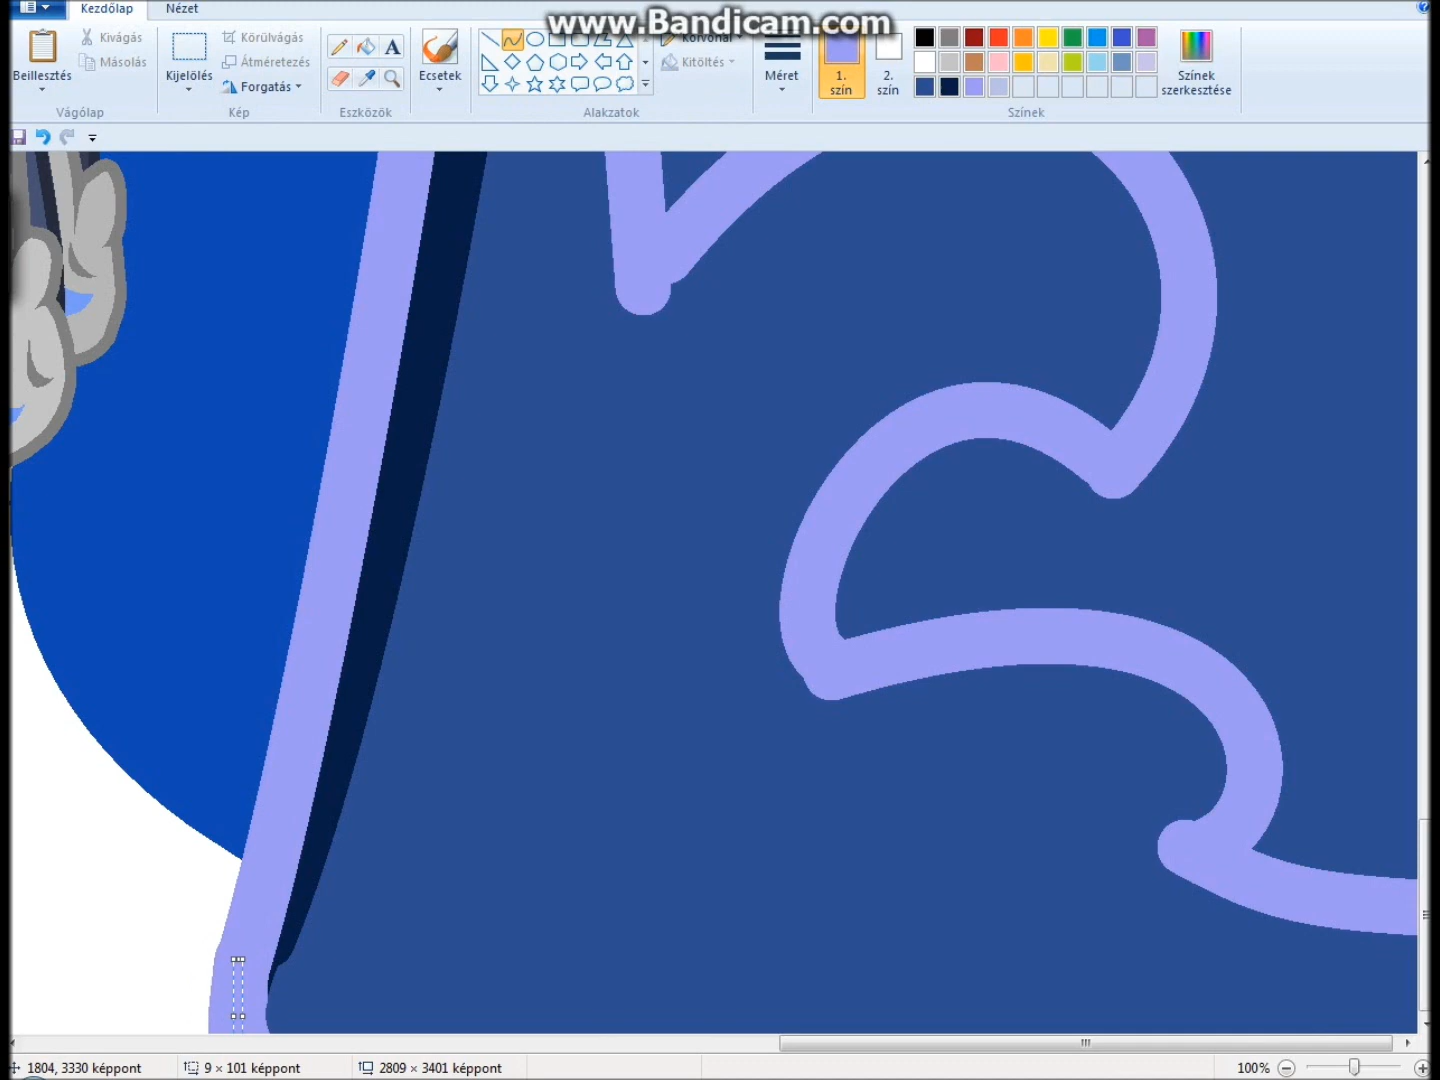 www.Bandicam.com
Kezdőlap
Nézet
Beillesztés
Kivágás
Másolás
Vágólap
Kijelölés
Körülvágás
Átméretezés
Forgatás
Kép
A
Eszközök
Ecsetek
Körvonal
Kitöltés
Alakzatok
Méret
1. szín
2. szín
Színek szerkesztése
Színek
1804, 3330 képpont
9 × 101 képpont
2809 × 3401 képpont
100%